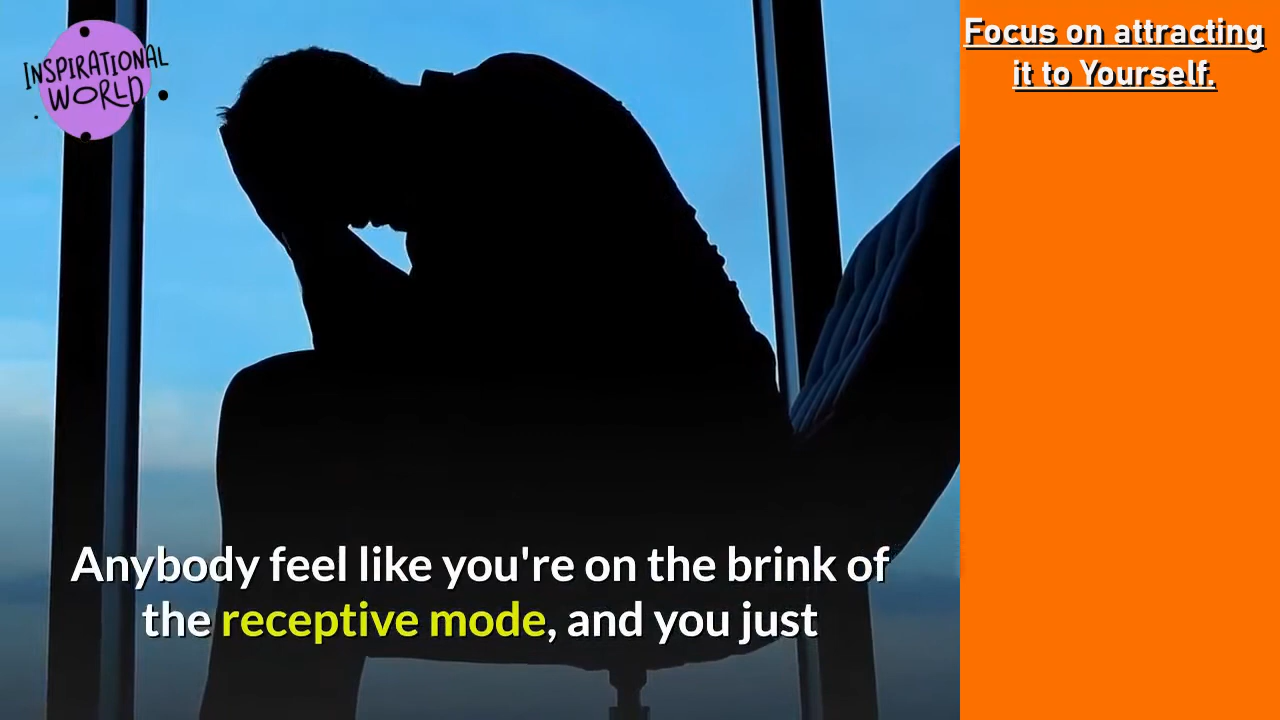 INSPIRATIONAL
WORLD
Focus on attracting
it to Yourself.
Anybody feel like you're on the brink of
the receptive mode, and you just